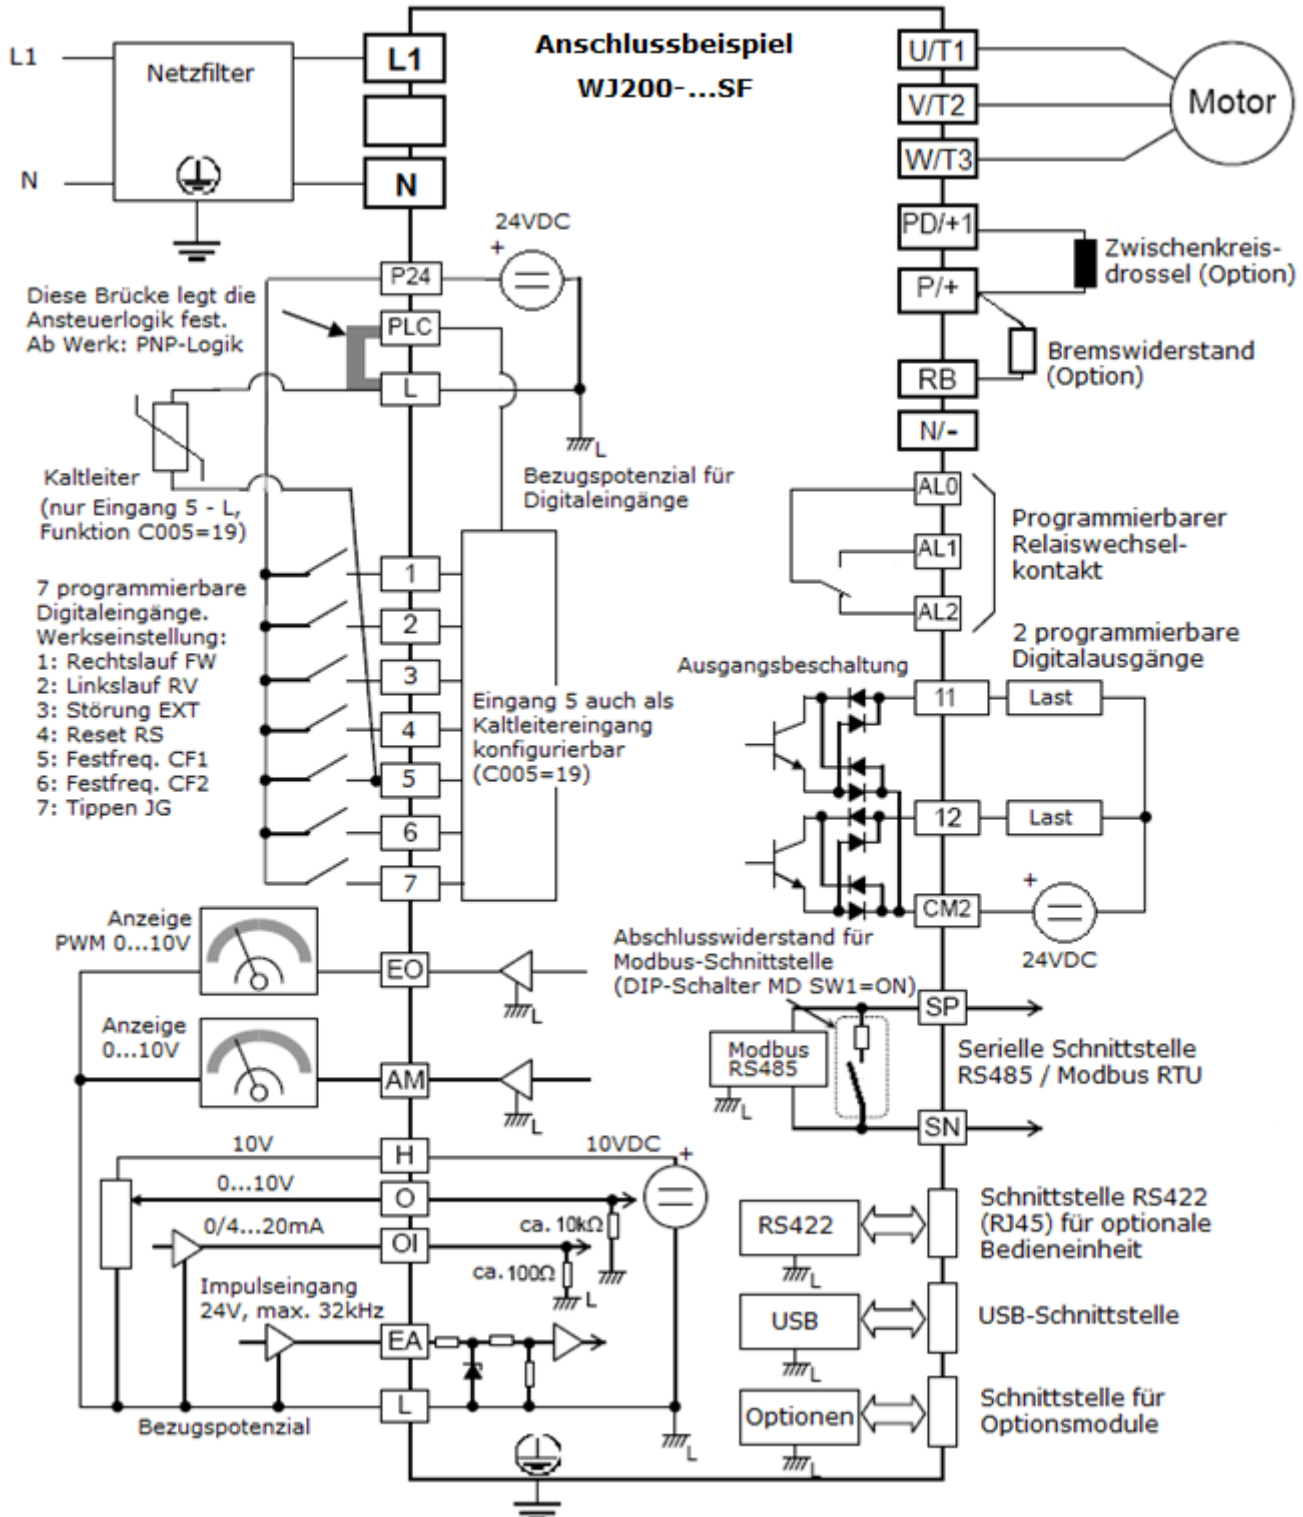 Anschlussbeispiel
WJ200-...SF
L1
Netzfilter
L1
N
N
U/T1
V/T2
W/T3
Motor
PD/+1
P/+
RB
N/-
Zwischenkreis-
drossel (Option)
Bremswiderstand
(Option)
24VDC
+
P24
PLC
L
Diese Brücke legt die
Ansteuerlogik fest.
Ab Werk: PNP-Logik
L
Bezugspotenzial für
Digitaleingänge
Kaltleiter
(nur Eingang 5 - L,
Funktion C005=19)
7 programmierbare
Digitaleingänge.
Werkseinstellung:
1: Rechtslauf FW
2: Linkslauf RV
3: Störung EXT
4: Reset RS
5: Festfreq. CF1
6: Festfreq. CF2
7: Tippen JG
1
2
3
4
5
6
7
Eingang 5 auch als
Kaltleitereingang
konfigurierbar
(C005=19)
AL0
AL1
AL2
Programmierbarer
Relaiswechsel-
kontakt
2 programmierbare
Digitalausgänge
Ausgangsbeschaltung
11
Last
12
Last
CM2
+
24VDC
Anzeige
PWM 0...10V
EO
L
Anzeige
0...10V
AM
L
Abschlusswiderstand für
Modbus-Schnittstelle
(DIP-Schalter MD SW1=ON)
SP
Modbus
RS485
L
SN
Serielle Schnittstelle
RS485 / Modbus RTU
10V
H
10VDC
+
0...10V
O
ca. 10kΩ
0/4...20mA
OI
ca. 100Ω
L
Impulseingang
24V, max. 32kHz
EA
L
Bezugspotenzial
L
RS422
L
Schnittstelle RS422
(RJ45) für optionale
Bedieneinheit
USB
L
USB-Schnittstelle
Optionen
L
Schnittstelle für
Optionsmodule